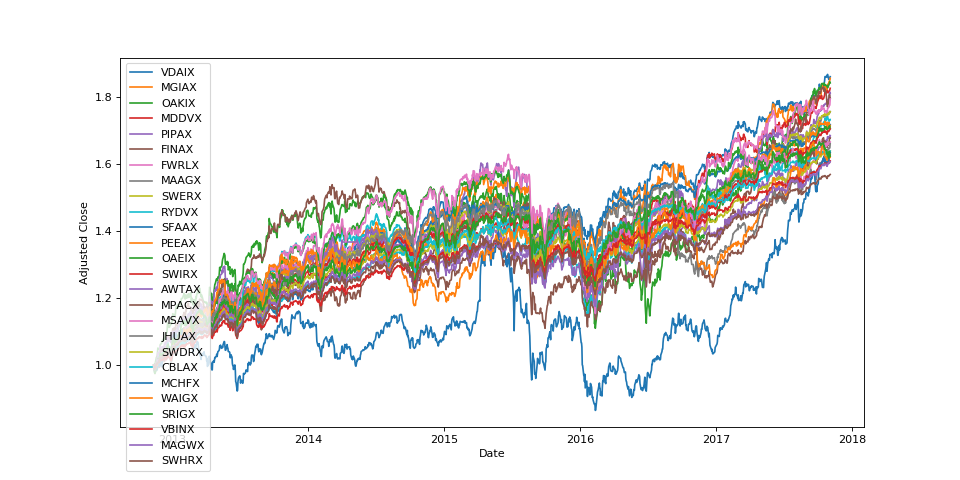 1.8
1.6
1.4
1.2
1.0
Adjusted Close
VDAIX
MGIAX
OAKIX
MDDVX
PIPAX
FINAX
FWRLX
MAAGX
SWERX
RYDVX
SFAAX
PEEAX
OAEIX
SWIRX
AWTAX
MPACX
MSAVX
JHUAX
SWDRX
CBLAX
MCHFX
WAIGX
SRIGX
VBINX
MAGWX
SWHRX
2013 2014 2015 2016 2017 2018
Date